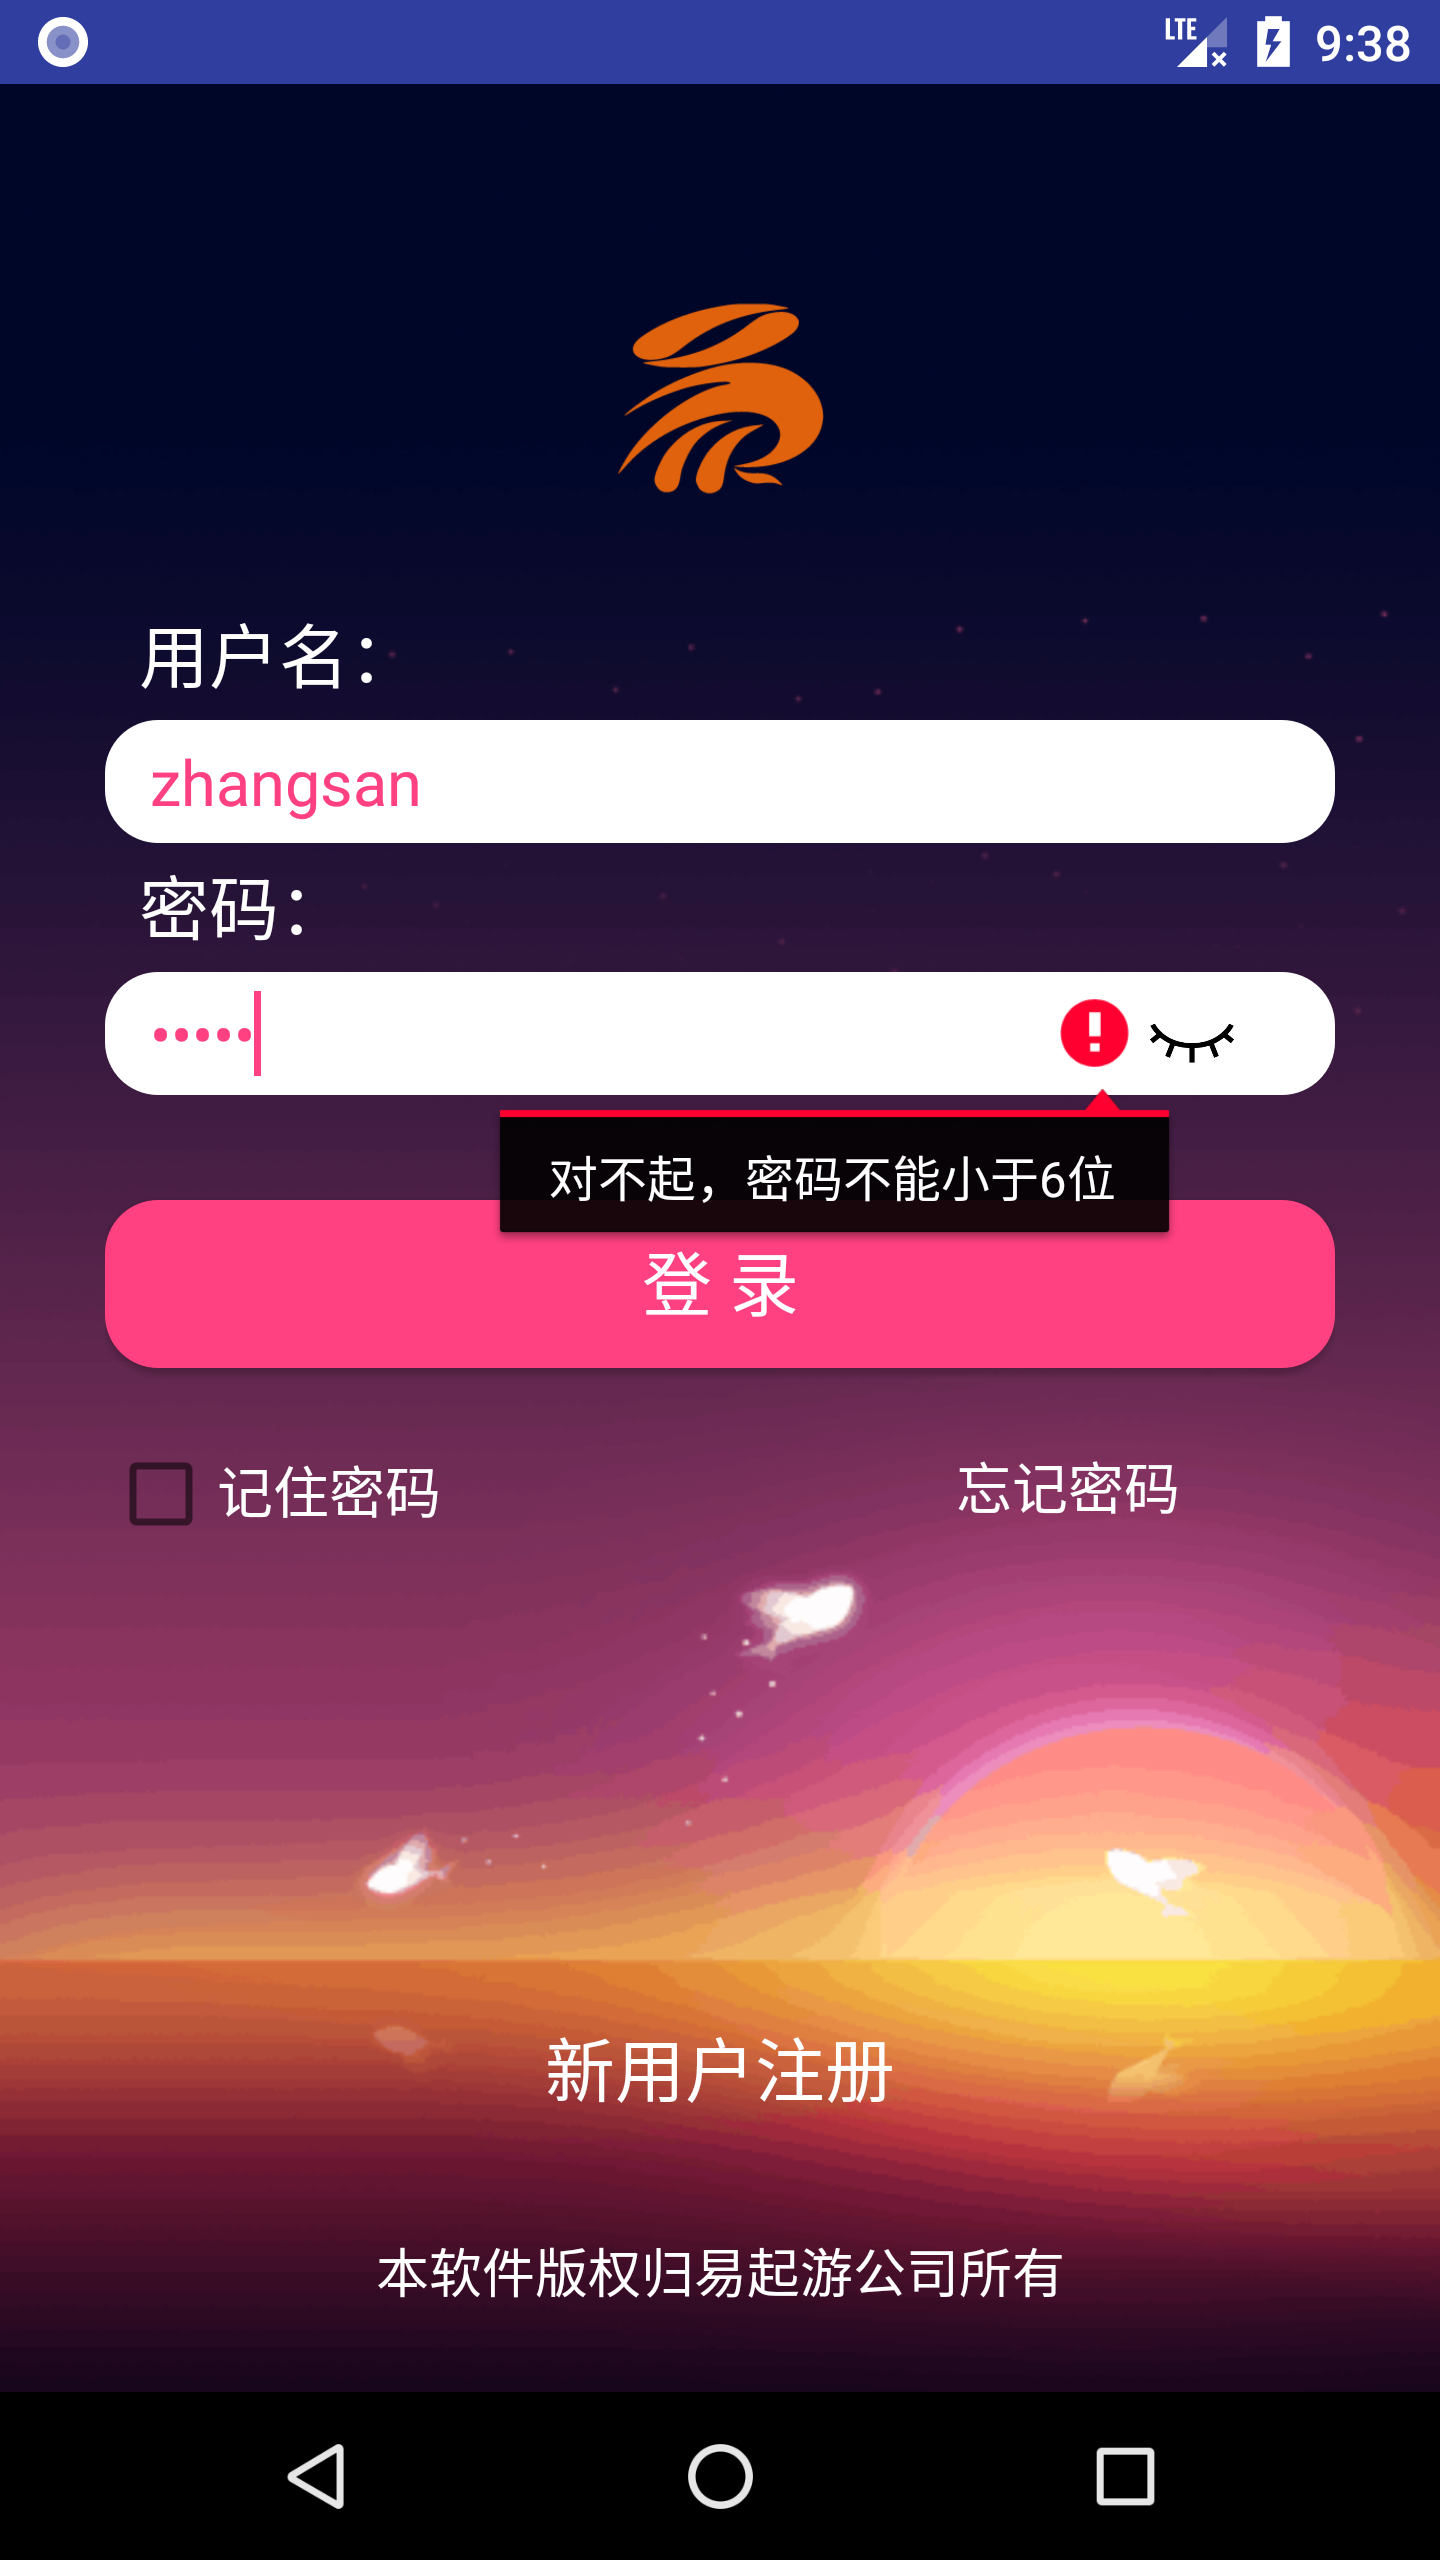 LTE 9:38
用户名：
zhangsan
密码：
•••••
对不起，密码不能小于6位
登 录
记住密码 忘记密码
新用户注册
本软件版权归易起游公司所有